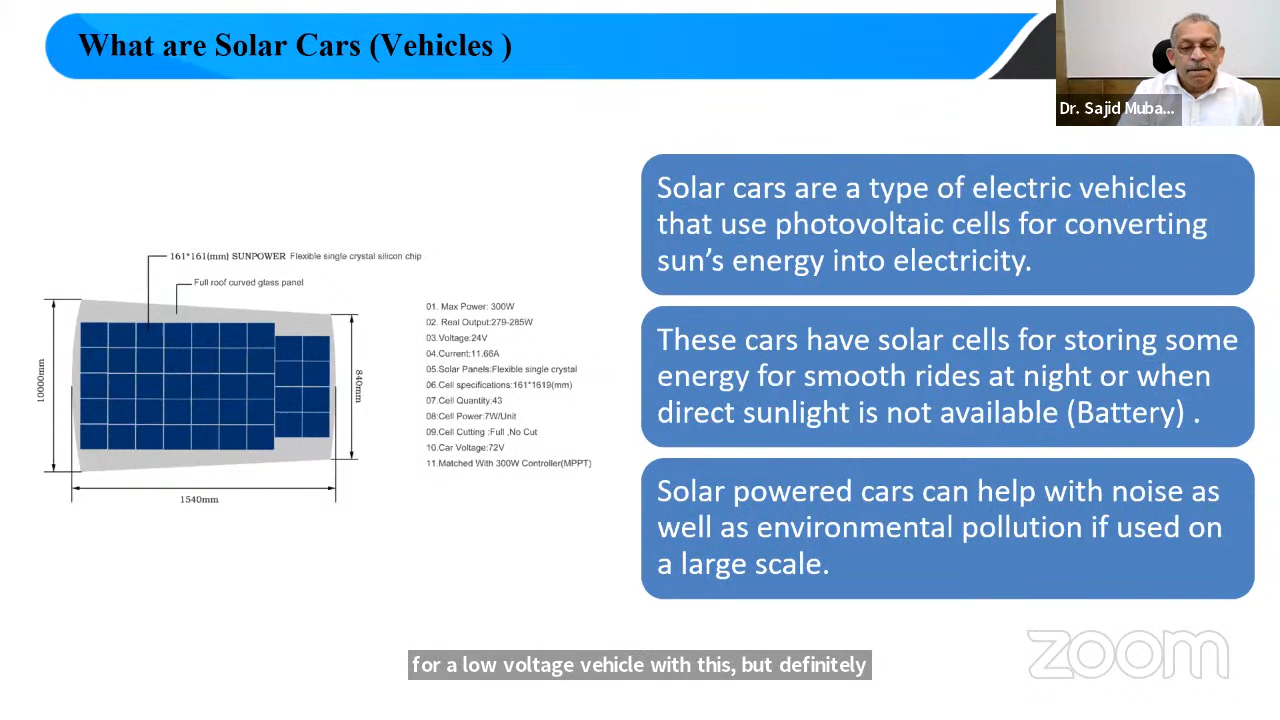 What are Solar Cars (Vehicles )
Dr. Sajid Muba...
161*161(mm) SUNPOWER Flexible single crystal silicon chip
Full roof curved glass panel
10000mm
840mm
1540mm
01. Max Power: 300W
02. Real Output:279-285W
03.Voltage:24V
04.Current:11.66A
05.Solar Panels:Flexible single crystal
06.Cell specifications:161*1619(mm)
07.Cell Quantity:43
08:Cell Power:7W/Unit
09.Cell Cutting :Full ,No Cut
10.Car Voltage:72V
11.Matched With 300W Controller(MPPT)
Solar cars are a type of electric vehicles
that use photovoltaic cells for converting
sun’s energy into electricity.
These cars have solar cells for storing some
energy for smooth rides at night or when
direct sunlight is not available (Battery) .
Solar powered cars can help with noise as
well as environmental pollution if used on
a large scale.
for a low voltage vehicle with this, but definitely
zoom